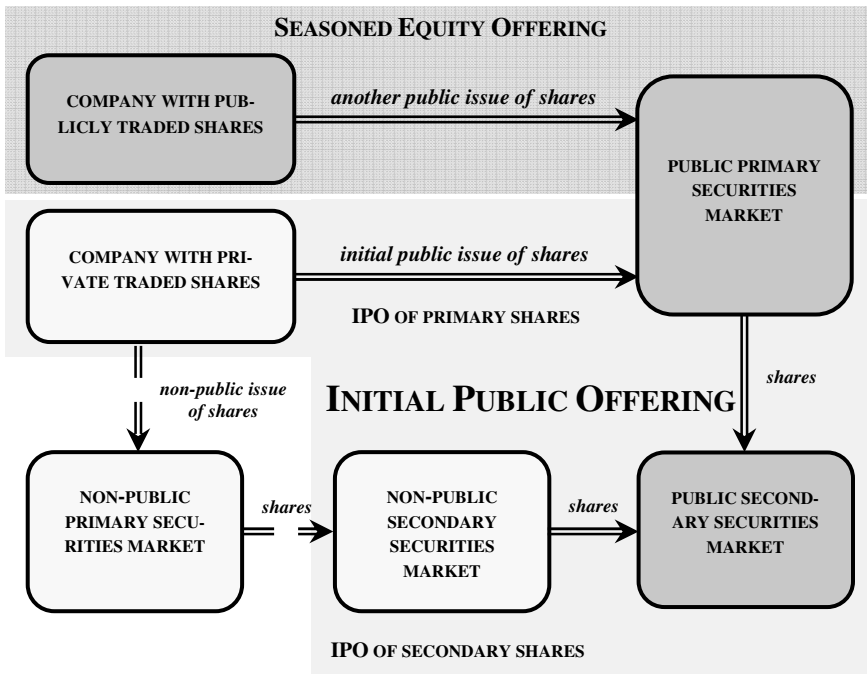 SEASONED EQUITY OFFERING
COMPANY WITH PUB-
LICLY TRADED SHARES
another public issue of shares
PUBLIC PRIMARY
SECURITIES
MARKET
COMPANY WITH PRI-
VATE TRADED SHARES
initial public issue of shares
IPO OF PRIMARY SHARES
non-public issue
of shares
shares
INITIAL PUBLIC OFFERING
NON-PUBLIC
PRIMARY SECU-
RITIES MARKET
shares
NON-PUBLIC
SECONDARY
SECURITIES
MARKET
shares
PUBLIC SECOND-
ARY SECURITIES
MARKET
IPO OF SECONDARY SHARES